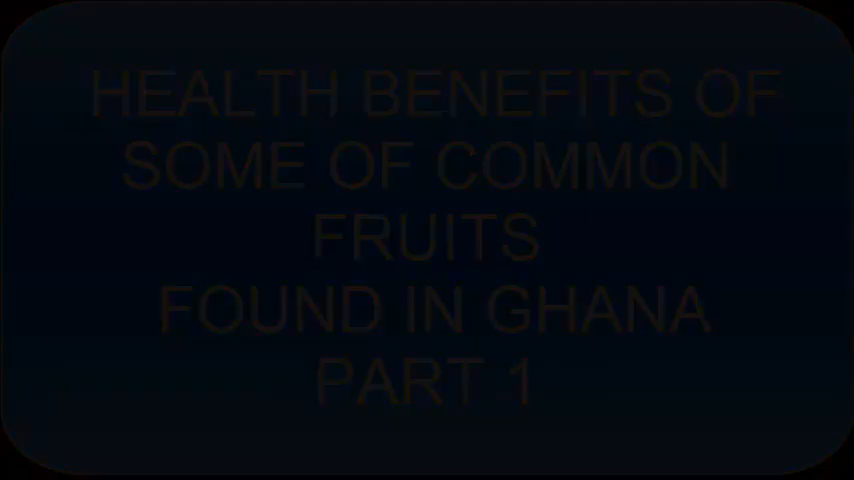 HEALTH BENEFITS OF
SOME OF COMMON
FRUITS
FOUND IN GHANA
PART 1